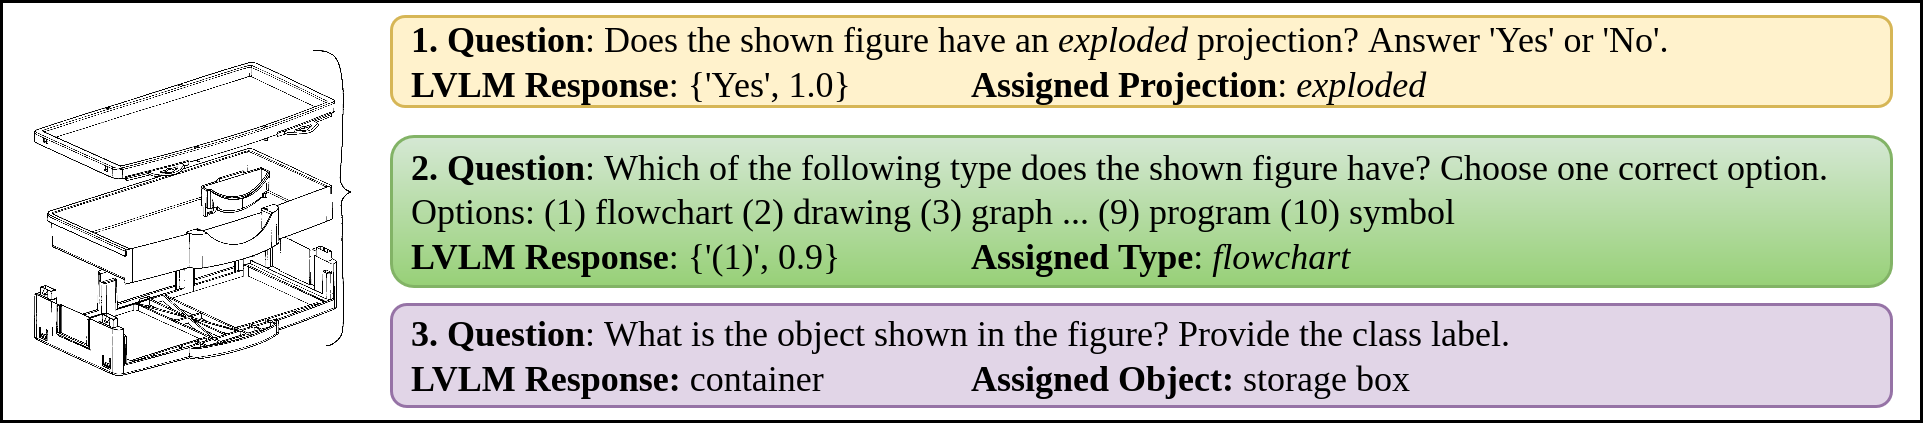 1. Question: Does the shown figure have an exploded projection? Answer 'Yes' or 'No'.
LVLM Response: {'Yes', 1.0} Assigned Projection: exploded
2. Question: Which of the following type does the shown figure have? Choose one correct option.
Options: (1) flowchart (2) drawing (3) graph ... (9) program (10) symbol
LVLM Response: {'(1)', 0.9} Assigned Type: flowchart
3. Question: What is the object shown in the figure? Provide the class label.
LVLM Response: container Assigned Object: storage box